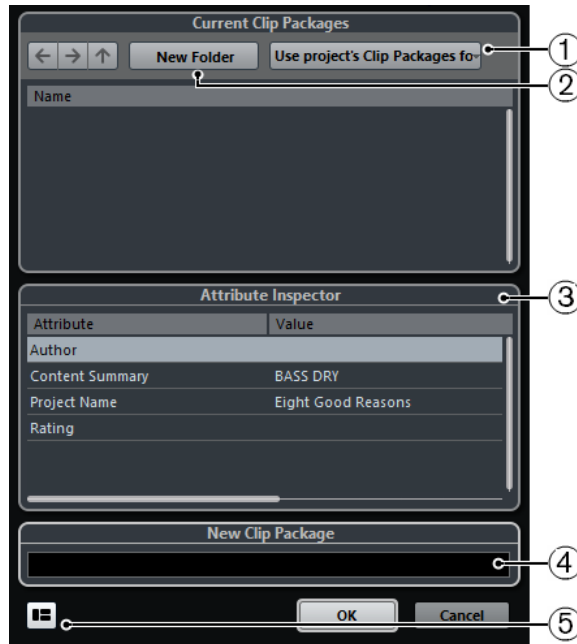 Current Clip Packages
New Folder
Use project's Clip Packages fo
1
2
Name
Attribute Inspector
3
Attribute Value
Author
Content Summary BASS DRY
Project Name Eight Good Reasons
Rating
New Clip Package
4
OK Cancel
5